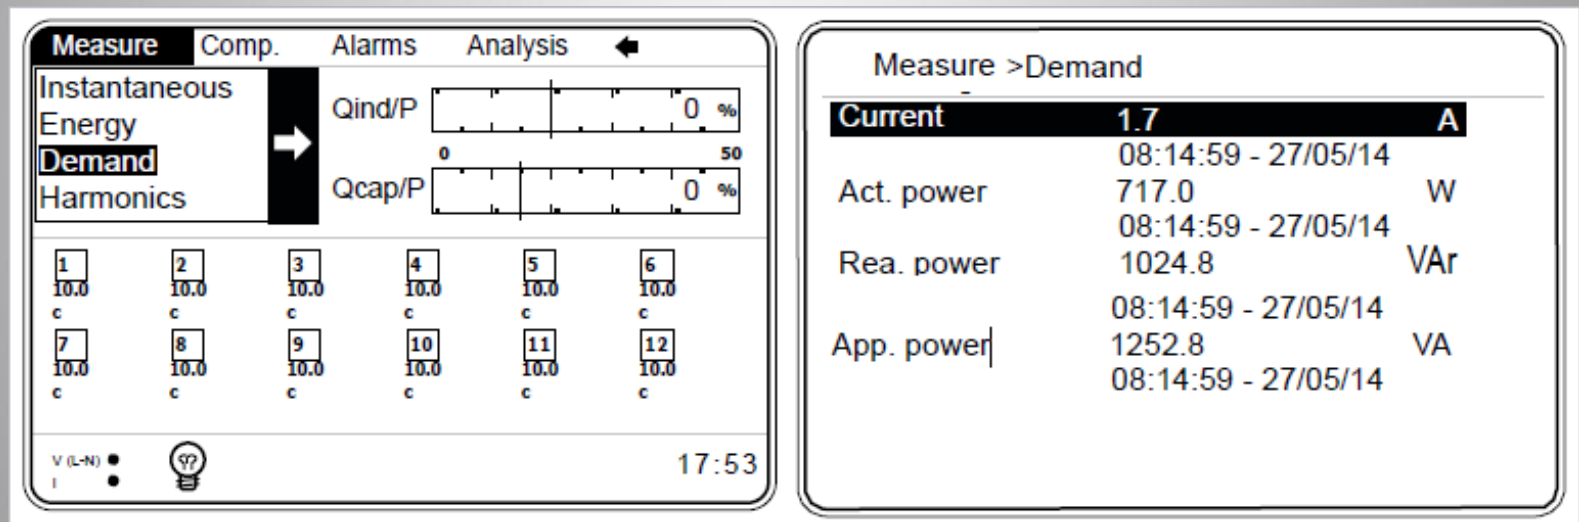 Measure Comp. Alarms Analysis
Instantaneous
Energy
Demand
Harmonics
Qind/P 0 %
0 50
Qcap/P 0 %
1 2 3 4 5 6
10.0 10.0 10.0 10.0 10.0 10.0
c c c c c c
7 8 9 10 11 12
10.0 10.0 10.0 10.0 10.0 10.0
c c c c c c
V (L-N)
I
17:53
Measure >Demand
Current 1.7 A
08:14:59 - 27/05/14
Act. power 717.0 W
08:14:59 - 27/05/14
Rea. power 1024.8 VAr
08:14:59 - 27/05/14
App. power 1252.8 VA
08:14:59 - 27/05/14